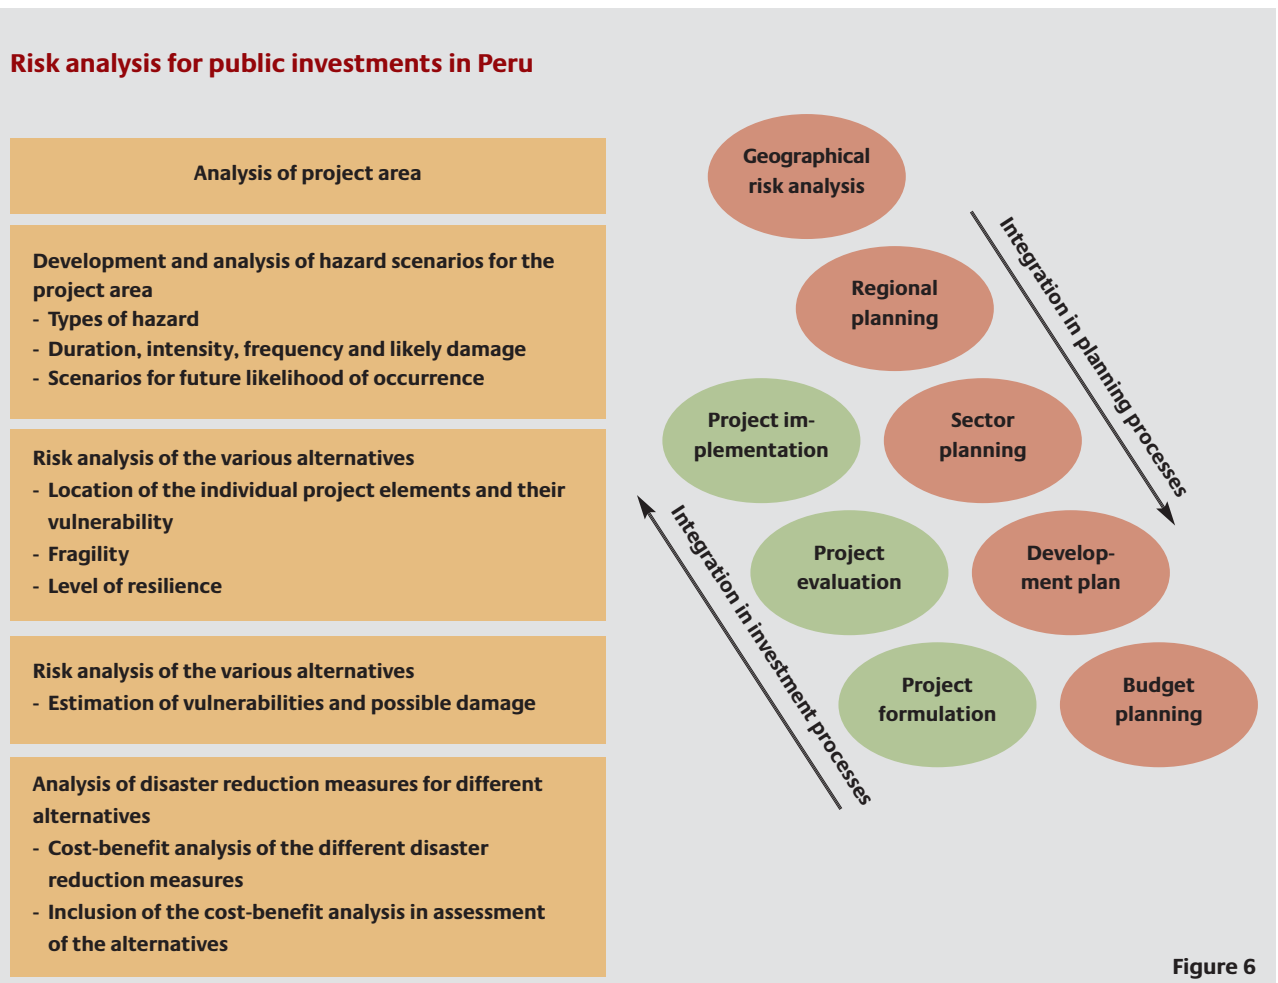 Risk analysis for public investments in Peru
Analysis of project area
Development and analysis of hazard scenarios for the
project area
- Types of hazard
- Duration, intensity, frequency and likely damage
- Scenarios for future likelihood of occurrence
Risk analysis of the various alternatives
- Location of the individual project elements and their
vulnerability
- Fragility
- Level of resilience
Risk analysis of the various alternatives
- Estimation of vulnerabilities and possible damage
Analysis of disaster reduction measures for different
alternatives
- Cost-benefit analysis of the different disaster
reduction measures
- Inclusion of the cost-benefit analysis in assessment
of the alternatives
Geographical
risk analysis
Regional
planning
Sector
planning
Develop-
ment plan
Budget
planning
Integration in planning processes
Project im-
plementation
Project
evaluation
Project
formulation
Integration in investment processes
Figure 6